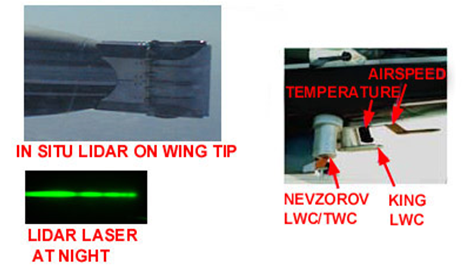 IN SITU LIDAR ON WING TIP
LIDAR LASER
AT NIGHT
AIRSPEED
TEMPERATURE
NEVZOROV
LWC/TWC
KING
LWC